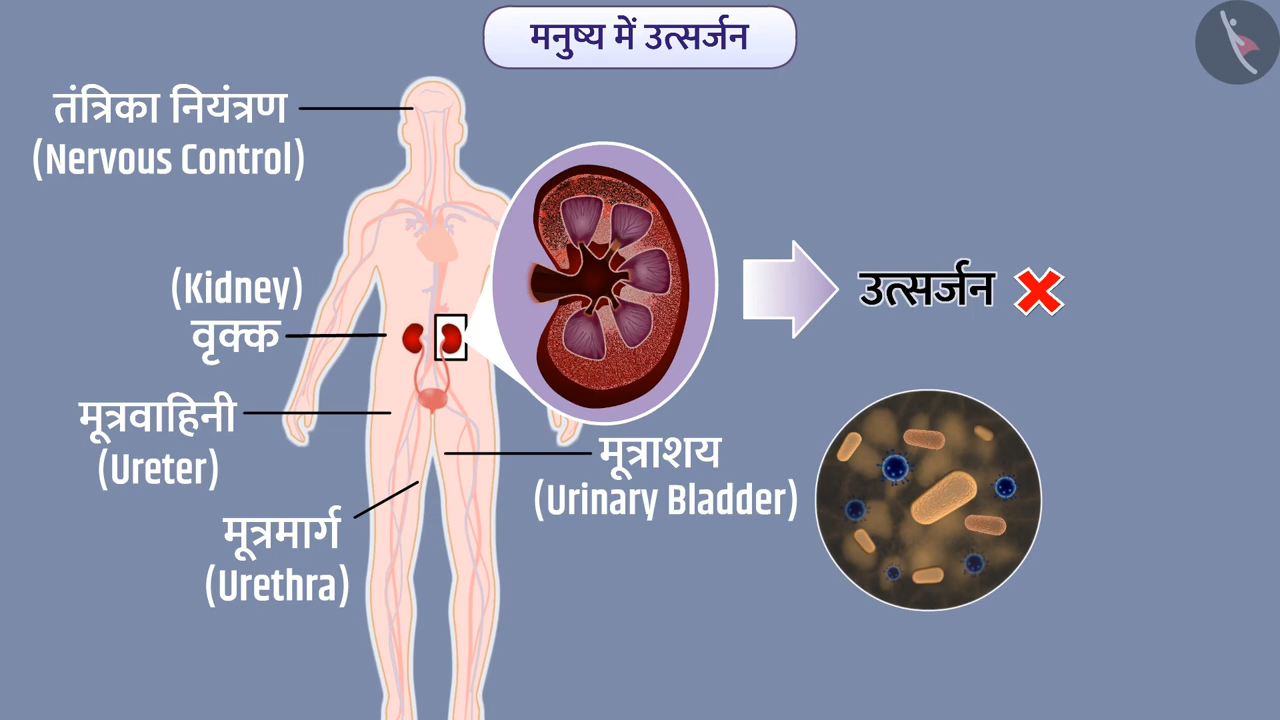 मनुष्य में उत्सर्जन
तंत्रिका नियंत्रण
(Nervous Control)
(Kidney)
वृक्क
उत्सर्जन
मूत्रवाहिनी
(Ureter)
मूत्राशय
(Urinary Bladder)
मूत्रमार्ग
(Urethra)